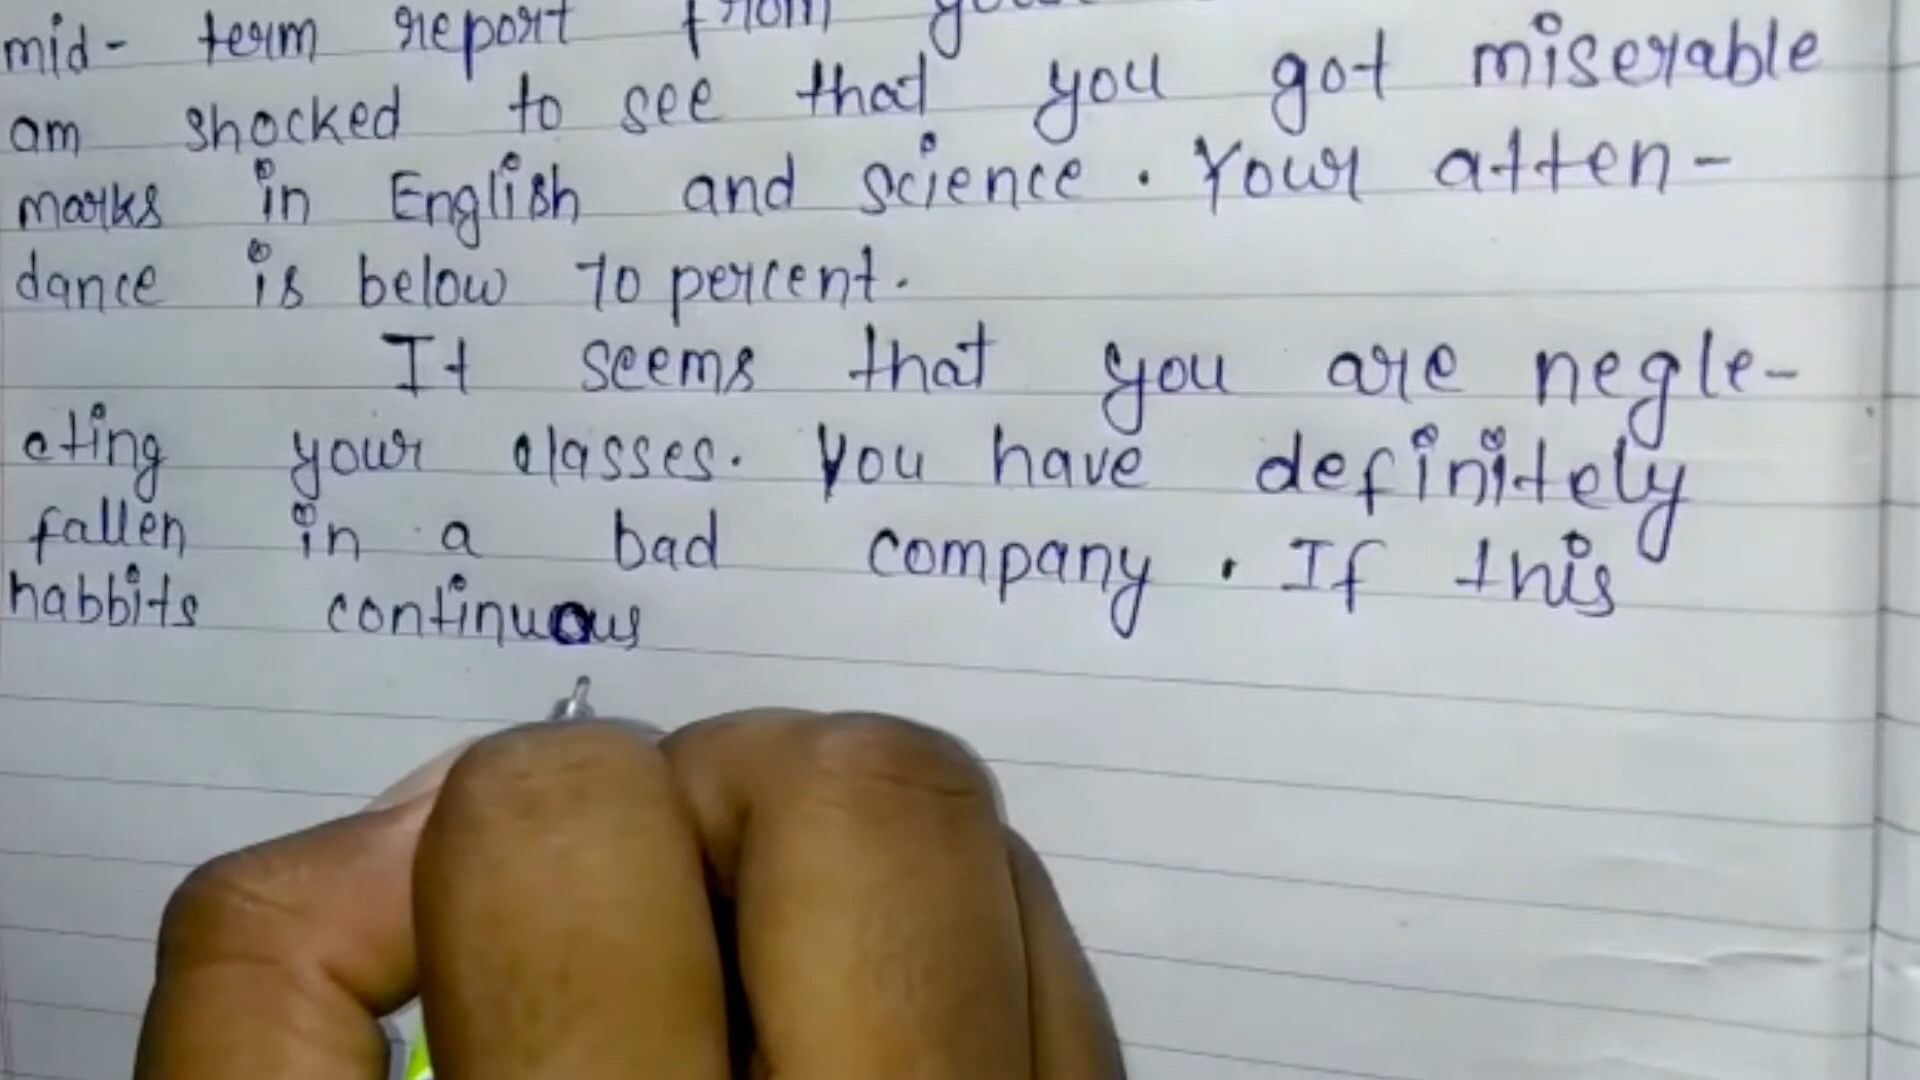 mid- term report from
am shocked to see that you got miserable
marks in English and science. Your atten-
dance is below 70 percent.
It seems that you are negle-
cting your classes. You have definitely
fallen in a bad company. If this
habbits continuous